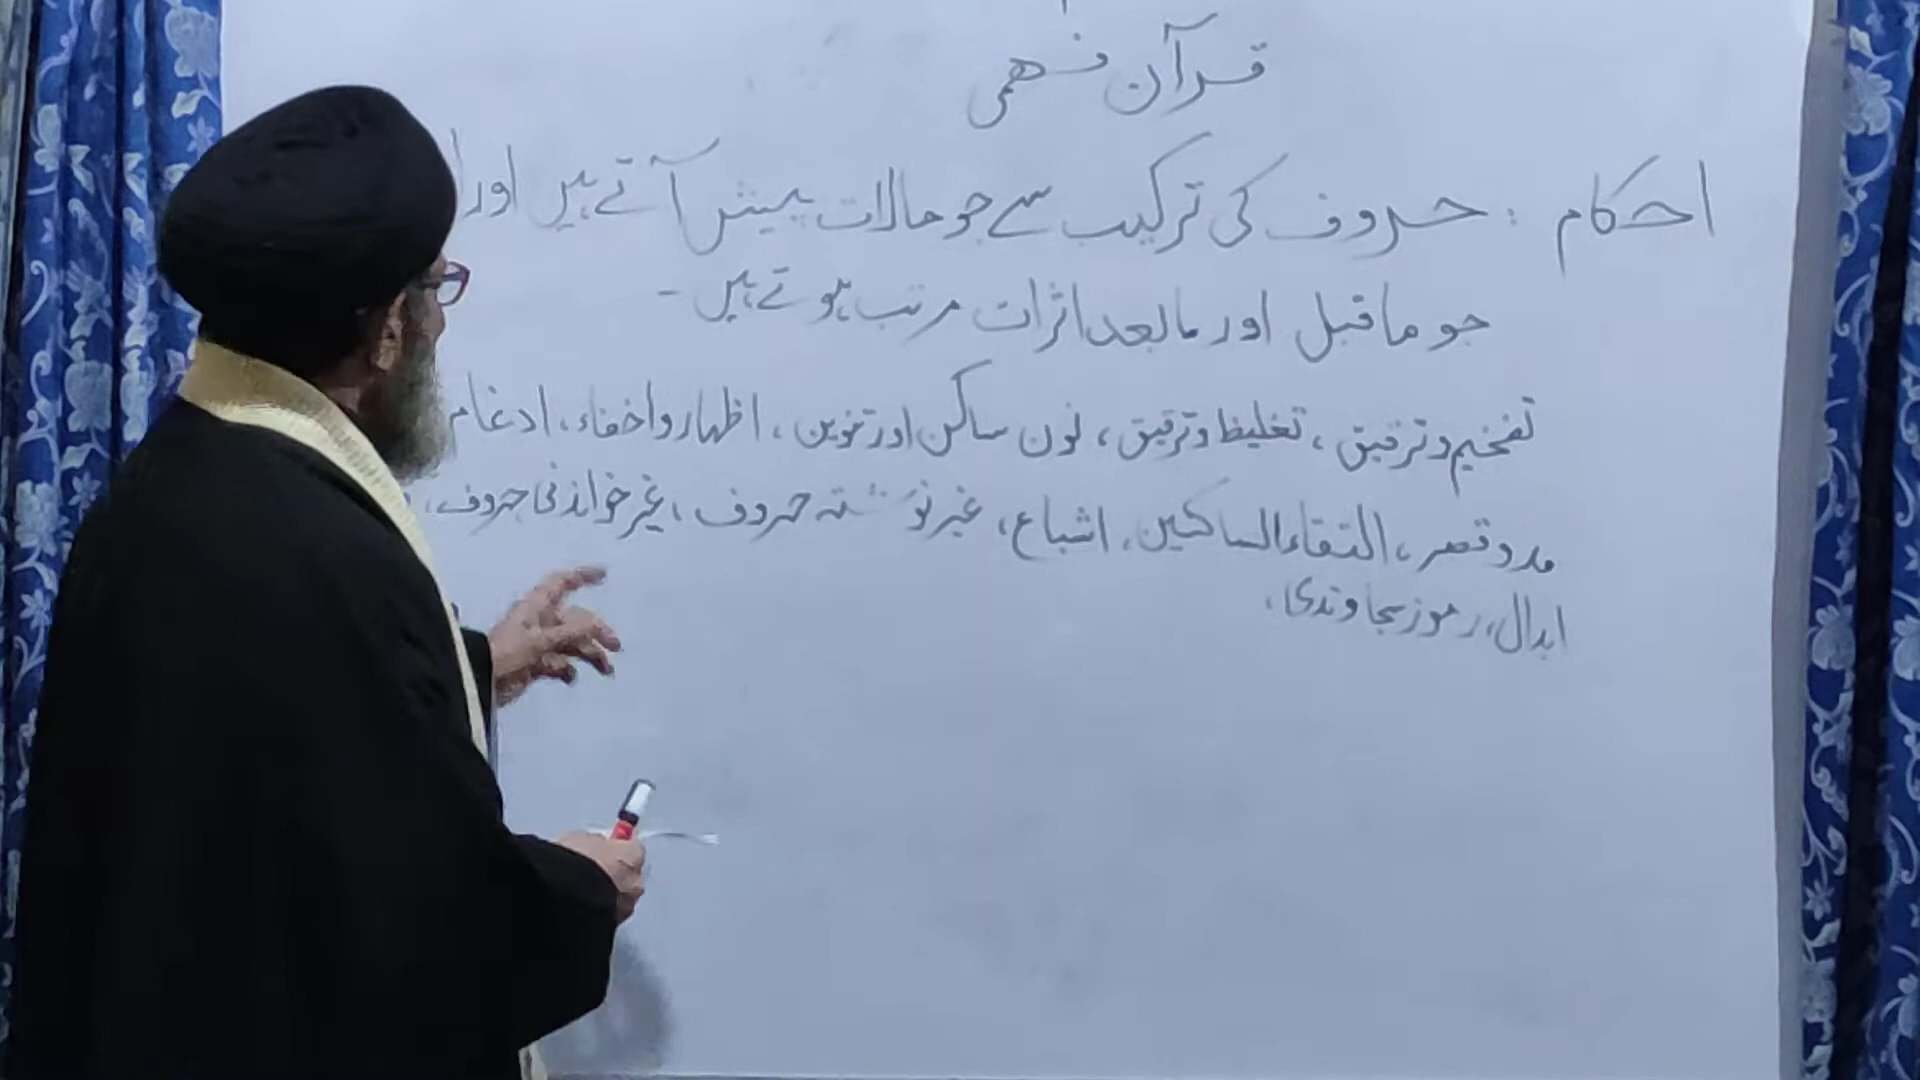 قرآن فہمی
احکام : حروف کی ترکیب سے جو حالات پیش آتے ہیں اور
جو ماقبل اور مابعد اثرات مرتب ہوتے ہیں -
تفخیم و ترقیق ، تغلیظ و ترقیق ، نون ساکن اور تنوین ، اظہار و اخفاء ، ادغام
مد و قصر ، التقاء الساکنین ، اشباع ، غیر نوشتہ حروف ، غیر خواندنی حروف ،
ابدال ، رموز سجاوندی ،